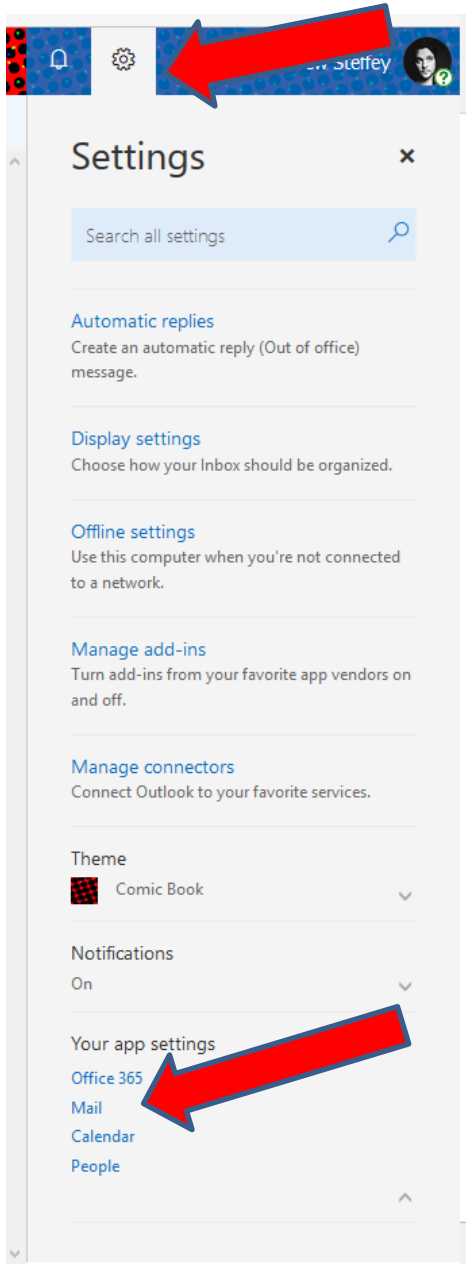 Steffey
Settings
Search all settings
Automatic replies
Create an automatic reply (Out of office)
message.
Display settings
Choose how your Inbox should be organized.
Offline settings
Use this computer when you're not connected
to a network.
Manage add-ins
Turn add-ins from your favorite app vendors on
and off.
Manage connectors
Connect Outlook to your favorite services.
Theme
Comic Book
Notifications
On
Your app settings
Office 365
Mail
Calendar
People